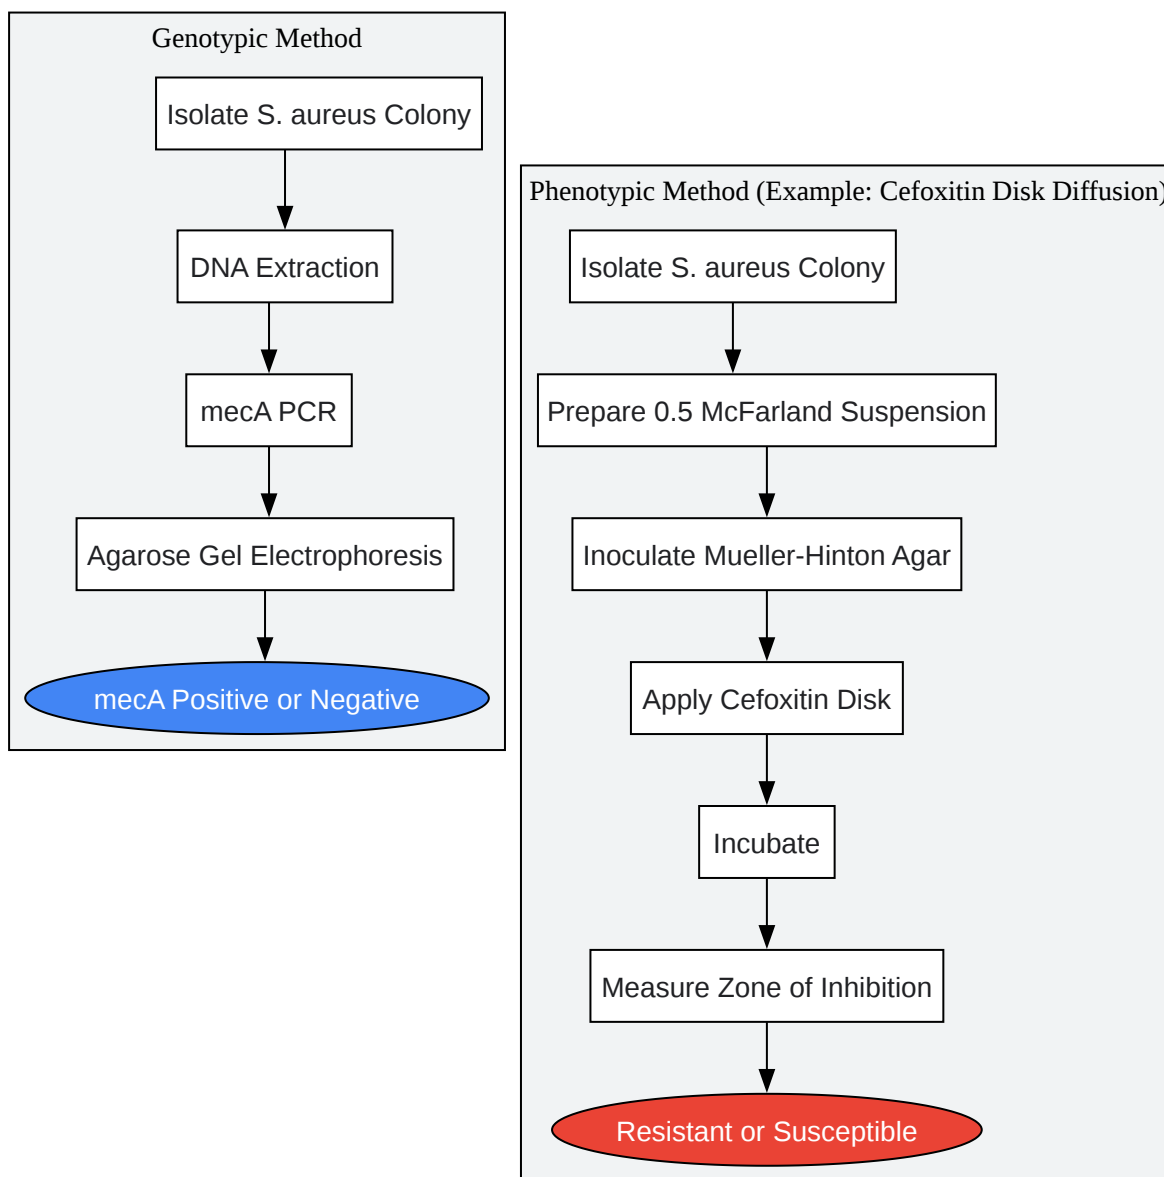 Genotypic Method
Isolate S. aureus Colony
DNA Extraction
mecA PCR
Agarose Gel Electrophoresis
mecA Positive or Negative
Phenotypic Method (Example: Cefoxitin Disk Diffusion)
Isolate S. aureus Colony
Prepare 0.5 McFarland Suspension
Inoculate Mueller-Hinton Agar
Apply Cefoxitin Disk
Incubate
Measure Zone of Inhibition
Resistant or Susceptible